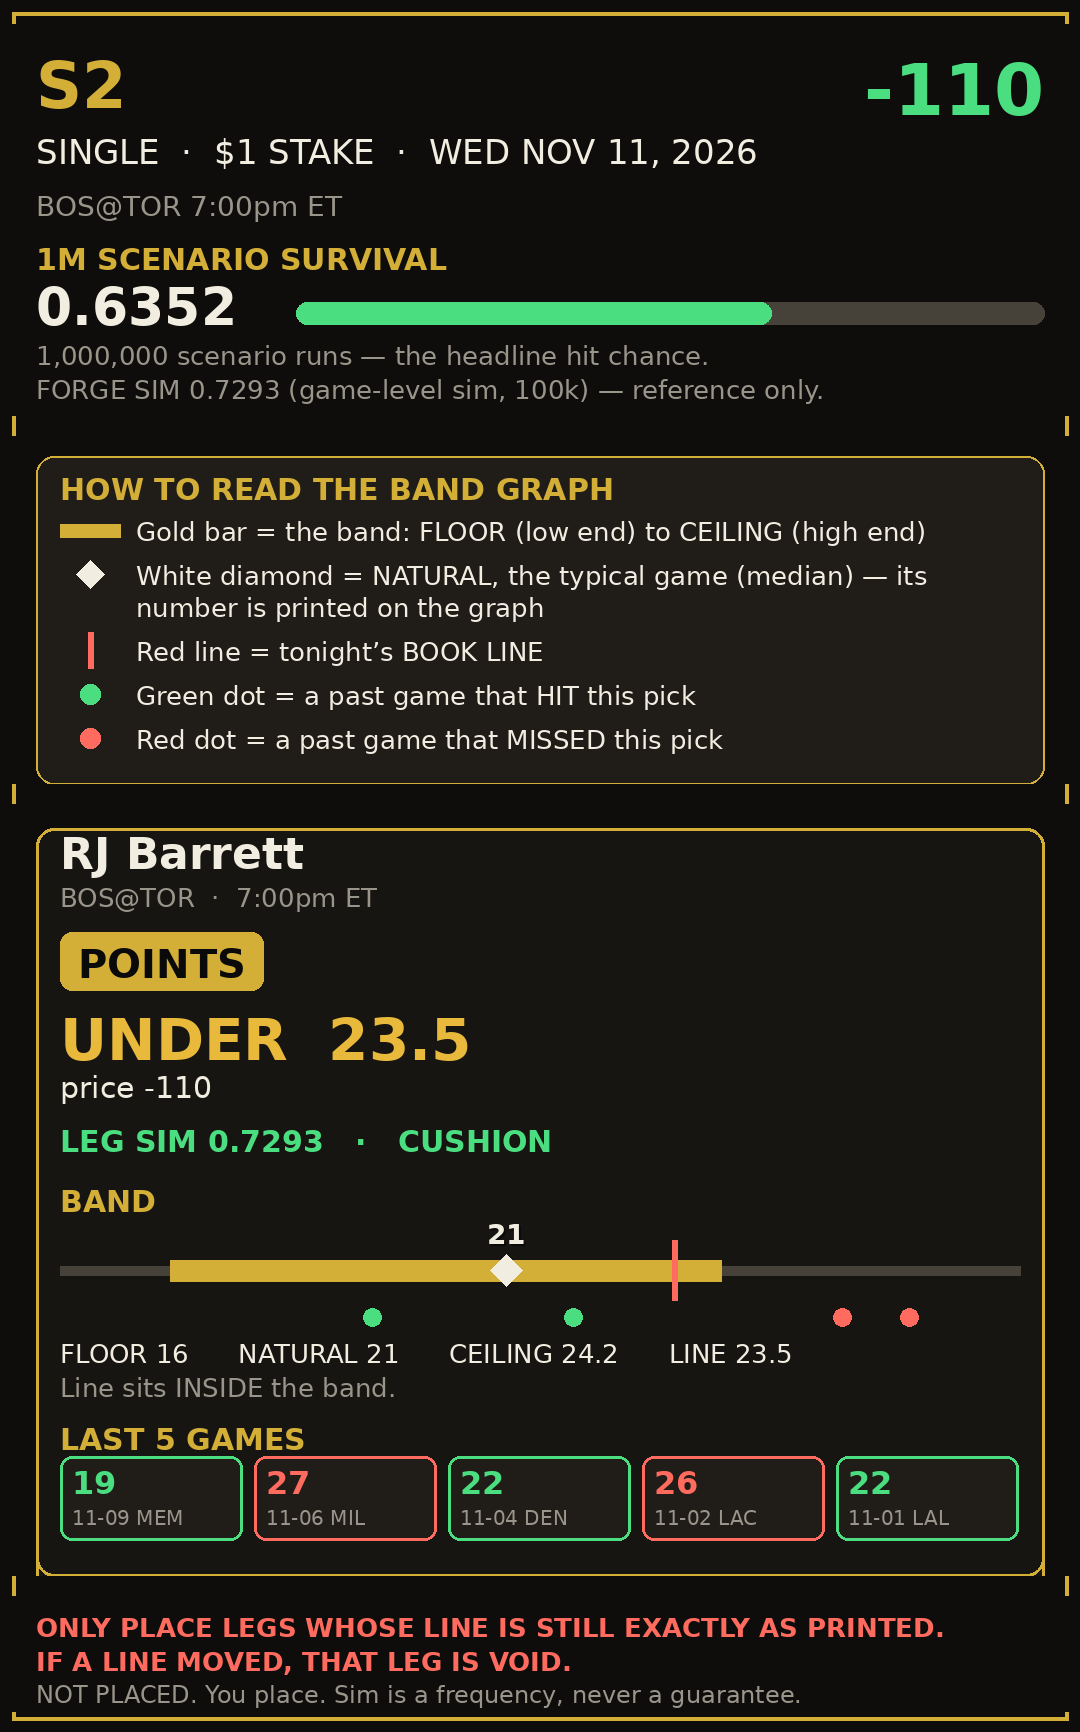 S2
-110
SINGLE · $1 STAKE · WED NOV 11, 2026
BOS@TOR 7:00pm ET
1M SCENARIO SURVIVAL
0.6352
1,000,000 scenario runs — the headline hit chance.
FORGE SIM 0.7293 (game-level sim, 100k) — reference only.
HOW TO READ THE BAND GRAPH
Gold bar = the band: FLOOR (low end) to CEILING (high end)
White diamond = NATURAL, the typical game (median) — its
number is printed on the graph
Red line = tonight’s BOOK LINE
Green dot = a past game that HIT this pick
Red dot = a past game that MISSED this pick
RJ Barrett
BOS@TOR · 7:00pm ET
POINTS
UNDER 23.5
price -110
LEG SIM 0.7293 · CUSHION
BAND
21
FLOOR 16 NATURAL 21 CEILING 24.2 LINE 23.5
Line sits INSIDE the band.
LAST 5 GAMES
19 27 22 26 22
11-09 MEM 11-06 MIL 11-04 DEN 11-02 LAC 11-01 LAL
ONLY PLACE LEGS WHOSE LINE IS STILL EXACTLY AS PRINTED.
IF A LINE MOVED, THAT LEG IS VOID.
NOT PLACED. You place. Sim is a frequency, never a guarantee.